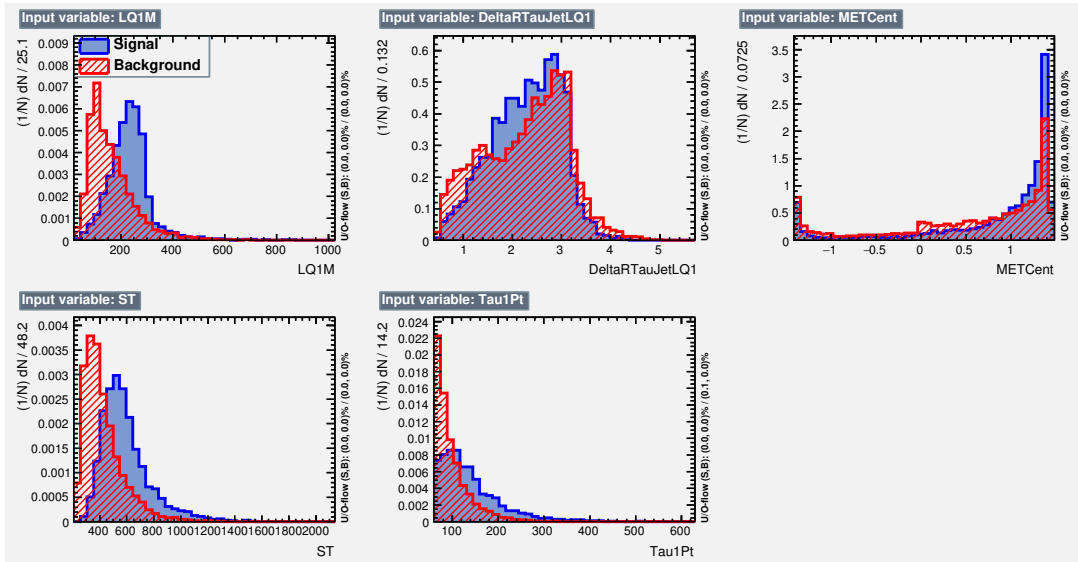 Input variable: LQ1M
(1/N) dN / 25.1
0.009
0.008
0.007
0.006
0.005
0.004
0.003
0.002
0.001
0
Signal
Background
200 400 600 800 1000
LQ1M
U/O-flow (S,B): (0.0, 0.0)% / (0.0, 0.0)%
Input variable: DeltaRTauJetLQ1
(1/N) dN / 0.132
0.6
0.5
0.4
0.3
0.2
0.1
0
1 2 3 4 5
DeltaRTauJetLQ1
U/O-flow (S,B): (0.0, 0.0)% / (0.0, 0.0)%
Input variable: METCent
(1/N) dN / 0.0725
3.5
3
2.5
2
1.5
1
0.5
0
−1 −0.5 0 0.5 1
METCent
U/O-flow (S,B): (0.0, 0.0)% / (0.0, 0.0)%
Input variable: ST
(1/N) dN / 48.2
0.004
0.0035
0.003
0.0025
0.002
0.0015
0.001
0.0005
0
400 600 800 1000 1200 1400 1600 1800 2000
ST
U/O-flow (S,B): (0.0, 0.0)% / (0.0, 0.0)%
Input variable: Tau1Pt
(1/N) dN / 14.2
0.024
0.022
0.02
0.018
0.016
0.014
0.012
0.01
0.008
0.006
0.004
0.002
0
100 200 300 400 500 600
Tau1Pt
U/O-flow (S,B): (0.0, 0.0)% / (0.1, 0.0)%